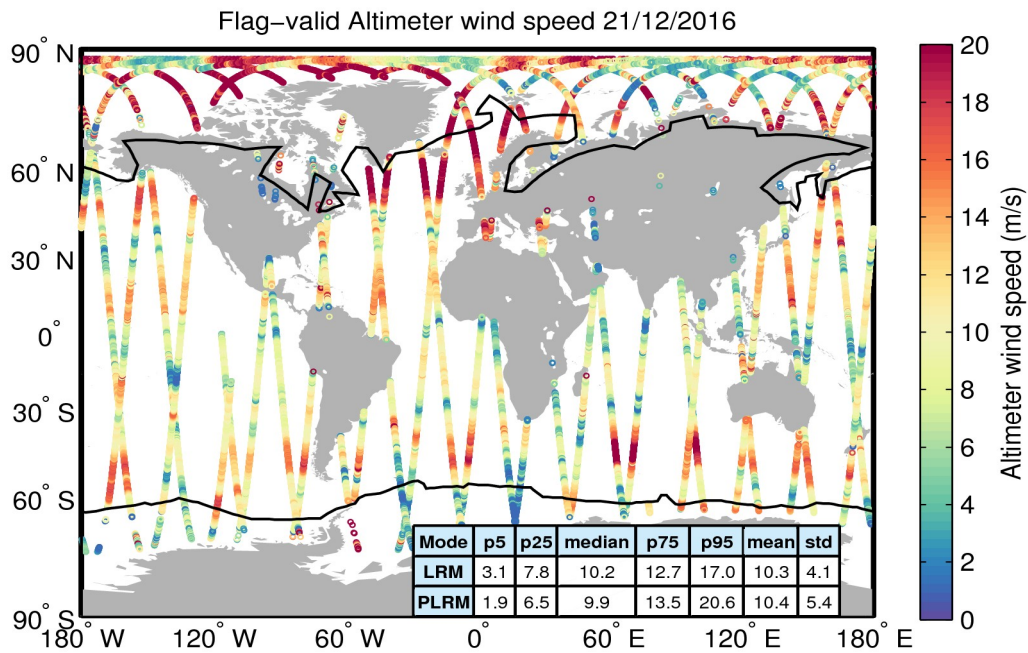 Flag−valid Altimeter wind speed 21/12/2016
90° N
60° N
30° N
0°
30° S
60° S
90° S
180° W
120° W
60° W
0°
60° E
120° E
180° E
Mode p5 p25 median p75 p95 mean std
LRM 3.1 7.8 10.2 12.7 17.0 10.3 4.1
PLRM 1.9 6.5 9.9 13.5 20.6 10.4 5.4
20
18
16
14
12
10
8
6
4
2
0
Altimeter wind speed (m/s)